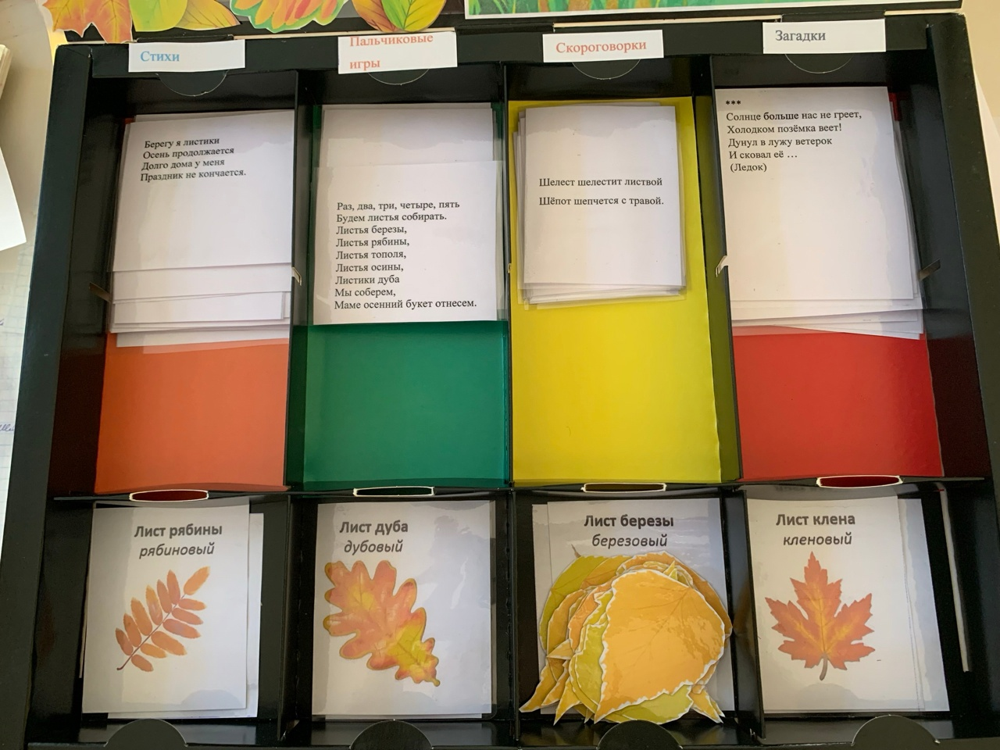 Стихи
Пальчиковые
игры
Скороговорки
Загадки
Берегу я листики
Осень продолжается
Долго дома у меня
Праздник не кончается.
Раз, два, три, четыре, пять
Будем листья собирать.
Листья березы,
Листья рябины,
Листья тополя,
Листья осины,
Листики дуба
Мы соберем,
Маме осенний букет отнесем.
Шелест шелестит листвой
Шёпот шепчется с травой.
***
Солнце больше нас не греет,
Холодком позёмка веет!
Дунул в лужу ветерок
И сковал её ...
(Ледок)
Лист рябины
рябиновый
Лист дуба
дубовый
Лист березы
березовый
Лист клена
кленовый